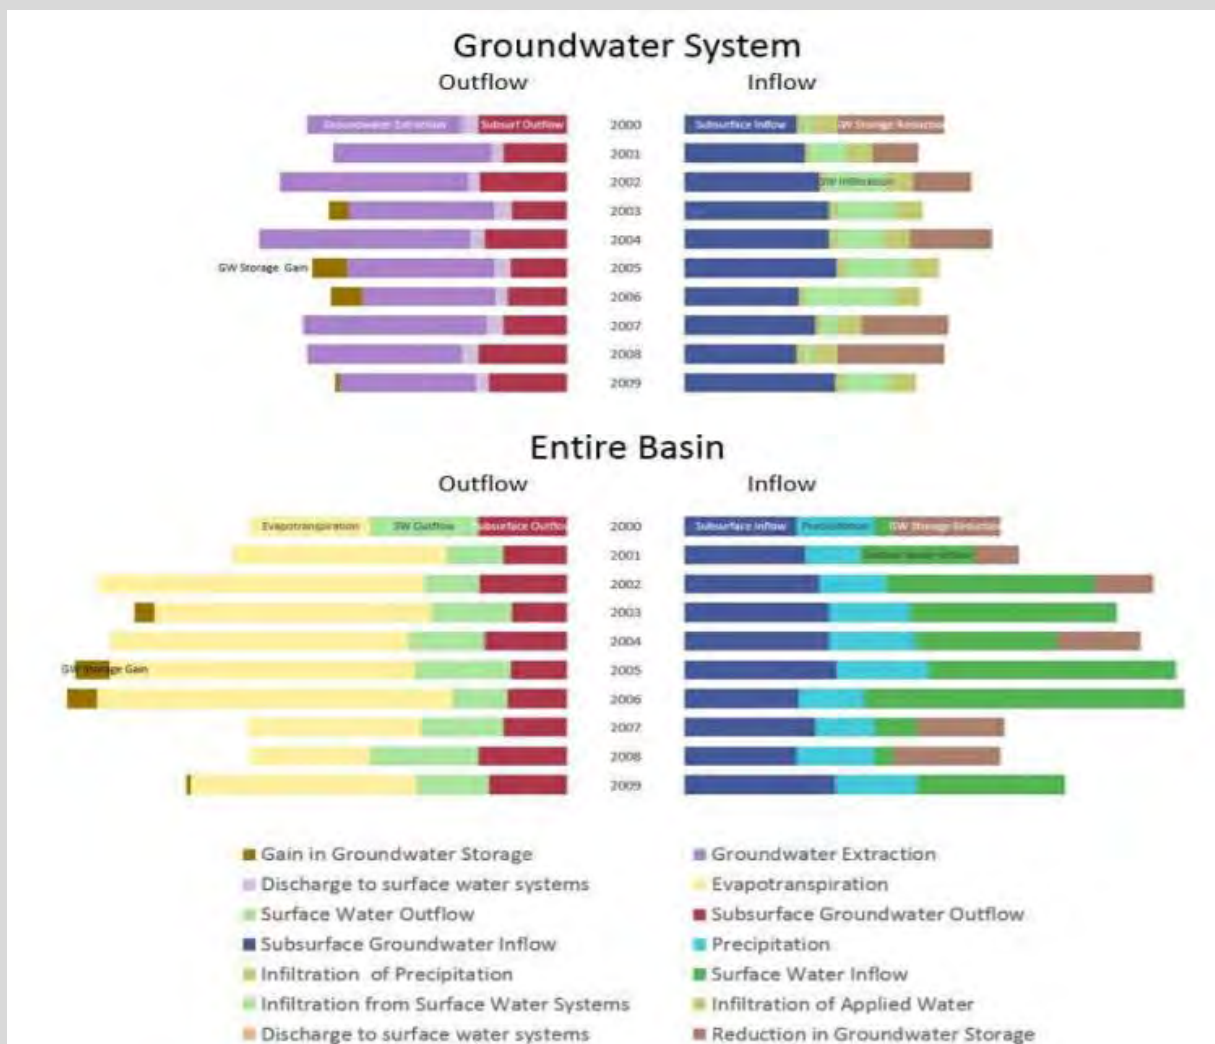 Groundwater System
Outflow Inflow
Groundwater Extraction Subsurf Outflow 2000 Subsurface Inflow GW Storage Reduction
2001
2002 GW Infiltration
2003
2004
GW Storage Gain 2005
2006
2007
2008
2009
Entire Basin
Outflow Inflow
Evapotranspiration SW Outflow Subsurface Outflow 2000 Subsurface Inflow Precipitation GW Storage Reduction
2001
2002
2003
2004
GW Storage Gain 2005
2006
2007
2008
2009
Gain in Groundwater Storage Groundwater Extraction
Discharge to surface water systems Evapotranspiration
Surface Water Outflow Subsurface Groundwater Outflow
Subsurface Groundwater Inflow Precipitation
Infiltration of Precipitation Surface Water Inflow
Infiltration from Surface Water Systems Infiltration of Applied Water
Discharge to surface water systems Reduction in Groundwater Storage